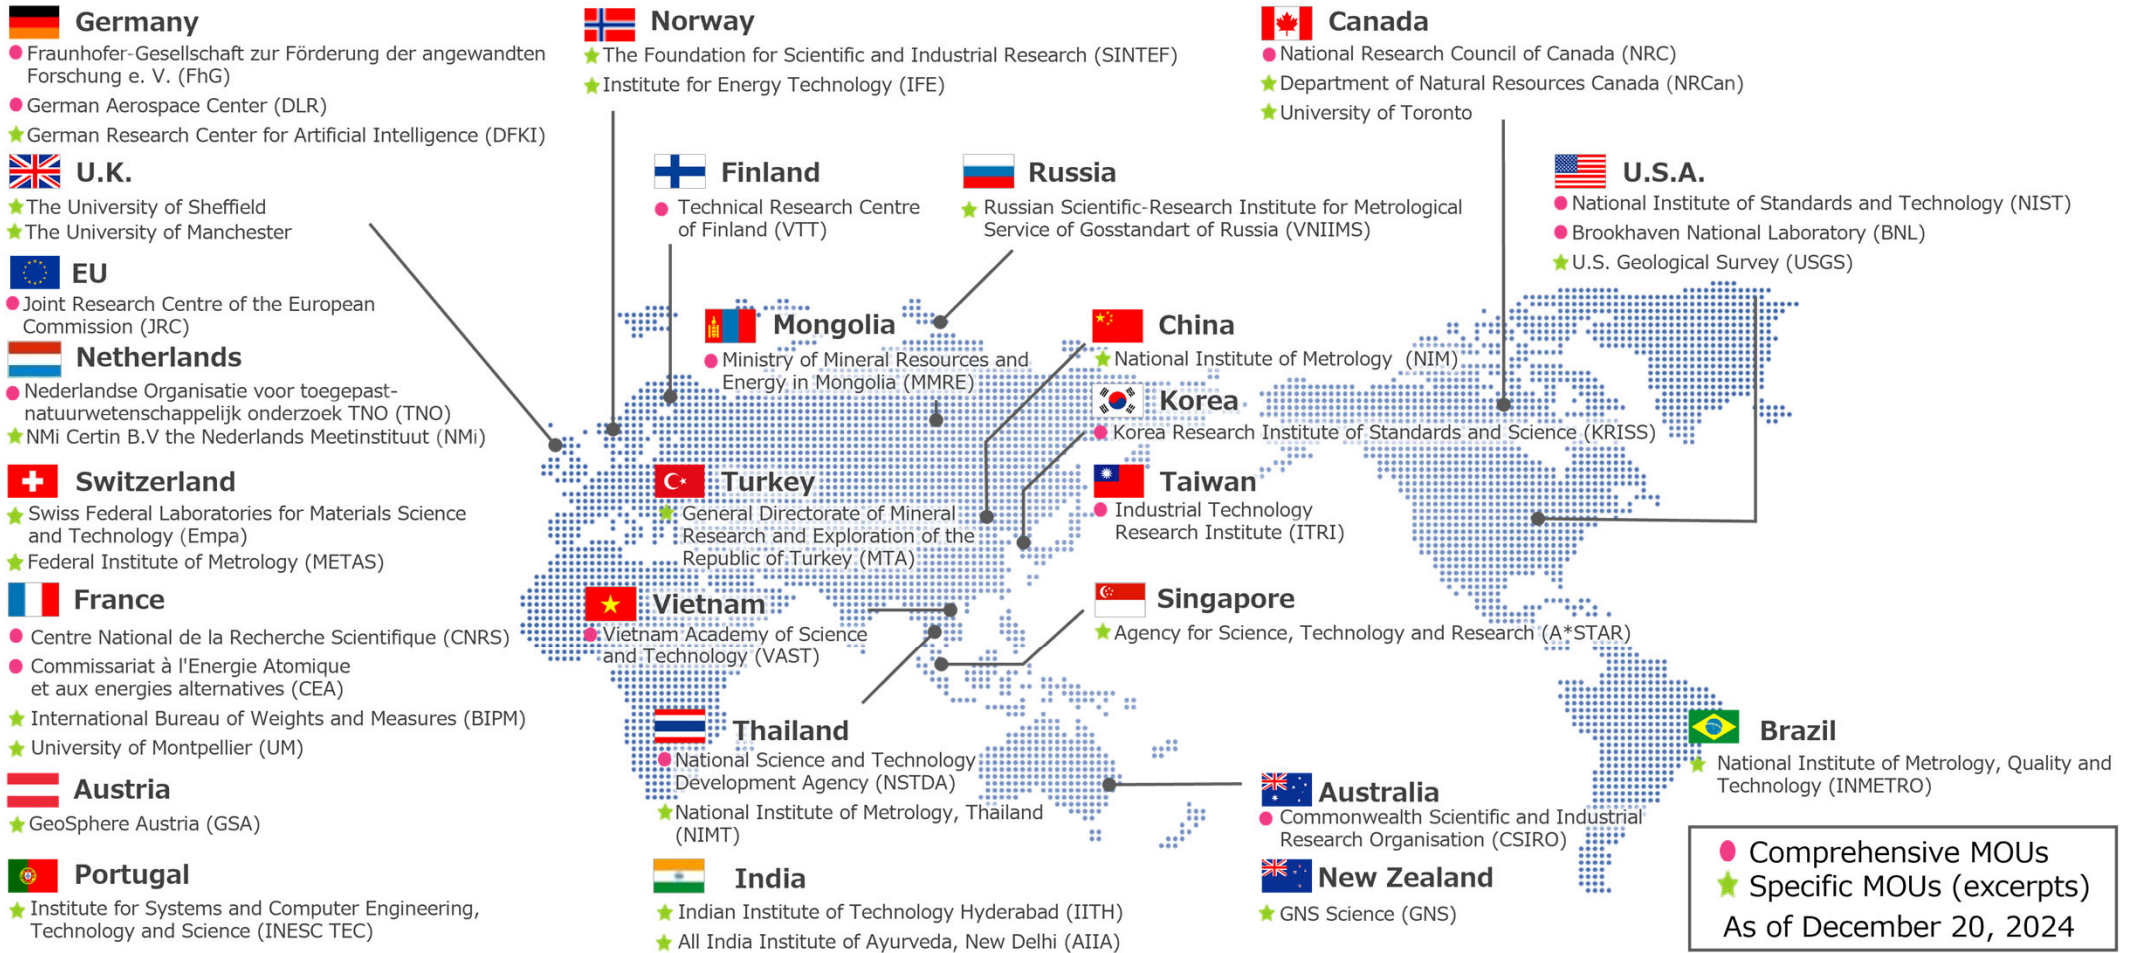 Germany
Fraunhofer-Gesellschaft zur Förderung der angewandten
Forschung e. V. (FhG)
German Aerospace Center (DLR)
German Research Center for Artificial Intelligence (DFKI)
U.K.
The University of Sheffield
The University of Manchester
EU
Joint Research Centre of the European
Commission (JRC)
Netherlands
Nederlandse Organisatie voor toegepast-
natuurwetenschappelijk onderzoek TNO (TNO)
NMi Certin B.V the Nederlands Meetinstituut (NMi)
Switzerland
Swiss Federal Laboratories for Materials Science
and Technology (Empa)
Federal Institute of Metrology (METAS)
France
Centre National de la Recherche Scientifique (CNRS)
Commissariat à l'Energie Atomique
et aux energies alternatives (CEA)
International Bureau of Weights and Measures (BIPM)
University of Montpellier (UM)
Austria
GeoSphere Austria (GSA)
Portugal
Institute for Systems and Computer Engineering,
Technology and Science (INESC TEC)
Norway
The Foundation for Scientific and Industrial Research (SINTEF)
Institute for Energy Technology (IFE)
Finland
Technical Research Centre
of Finland (VTT)
Russia
Russian Scientific-Research Institute for Metrological
Service of Gosstandart of Russia (VNIIMS)
Mongolia
Ministry of Mineral Resources and
Energy in Mongolia (MMRE)
Turkey
General Directorate of Mineral
Research and Exploration of the
Republic of Turkey (MTA)
Vietnam
Vietnam Academy of Science
and Technology (VAST)
Thailand
National Science and Technology
Development Agency (NSTDA)
National Institute of Metrology, Thailand
(NIMT)
India
Indian Institute of Technology Hyderabad (IITH)
All India Institute of Ayurveda, New Delhi (AIIA)
Canada
National Research Council of Canada (NRC)
Department of Natural Resources Canada (NRCan)
University of Toronto
U.S.A.
National Institute of Standards and Technology (NIST)
Brookhaven National Laboratory (BNL)
U.S. Geological Survey (USGS)
China
National Institute of Metrology (NIM)
Korea
Korea Research Institute of Standards and Science (KRISS)
Taiwan
Industrial Technology
Research Institute (ITRI)
Singapore
Agency for Science, Technology and Research (A*STAR)
Australia
Commonwealth Scientific and Industrial
Research Organisation (CSIRO)
New Zealand
GNS Science (GNS)
Brazil
National Institute of Metrology, Quality and
Technology (INMETRO)
Comprehensive MOUs
Specific MOUs (excerpts)
As of December 20, 2024